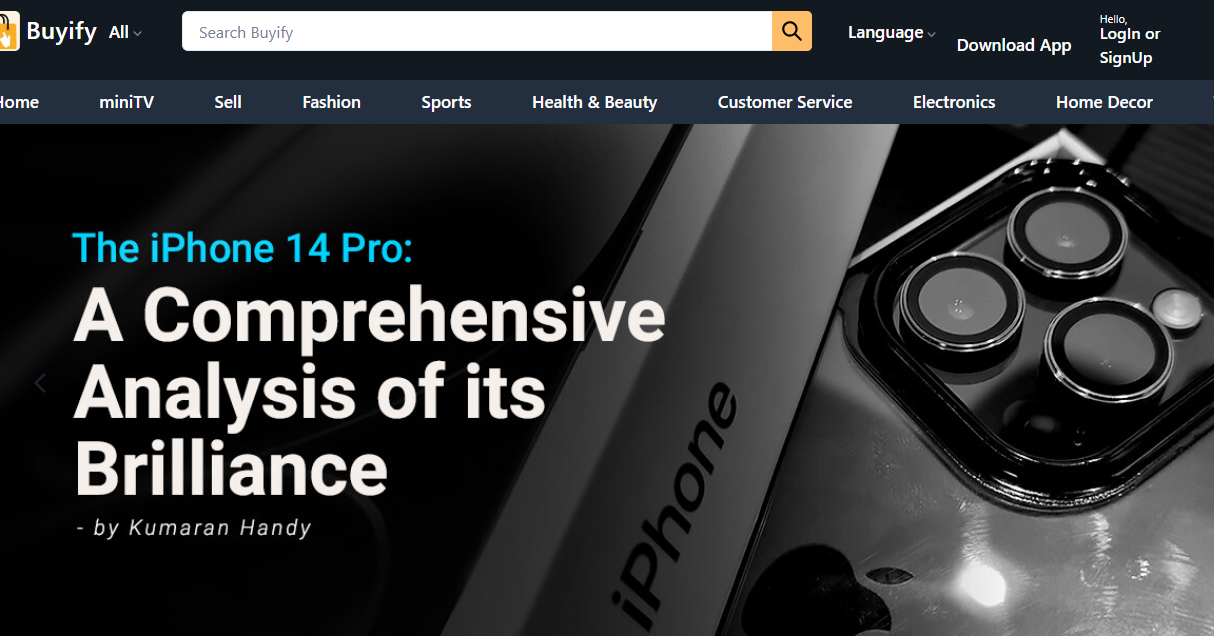 Buyify
All
Search Buyify
Language
Download App
Hello,
LogIn or
SignUp
Home
miniTV
Sell
Fashion
Sports
Health & Beauty
Customer Service
Electronics
Home Decor
The iPhone 14 Pro:
A Comprehensive
Analysis of its
Brilliance
- by Kumaran Handy
iPhone